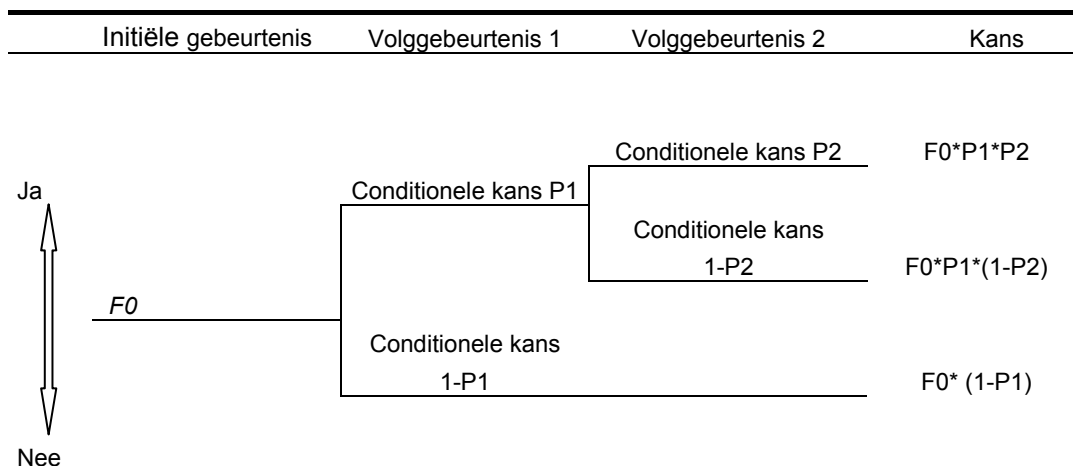 Initiële gebeurtenis Volggebeurtenis 1 Volggebeurtenis 2 Kans
Conditionele kans P2 F0*P1*P2
Ja Conditionele kans P1
Conditionele kans
1-P2 F0*P1*(1-P2)
F0
Conditionele kans
1-P1 F0* (1-P1)
Nee